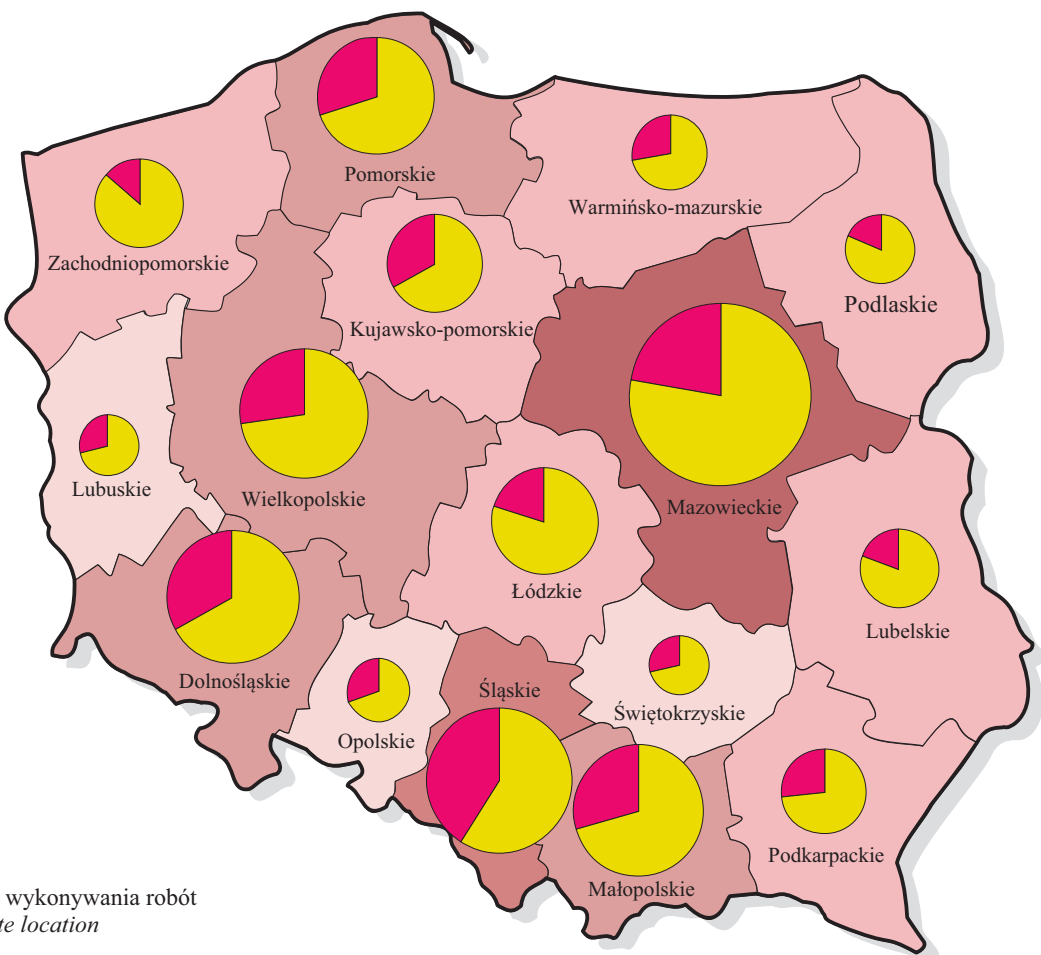 Pomorskie
Warmińsko-mazurskie
Zachodniopomorskie
Podlaskie
Kujawsko-pomorskie
Lubuskie
Wielkopolskie
Mazowieckie
Łódzkie
Lubelskie
Dolnośląskie
Śląskie
Świętokrzyskie
Opolskie
Podkarpackie
Małopolskie
wykonywania robót
location